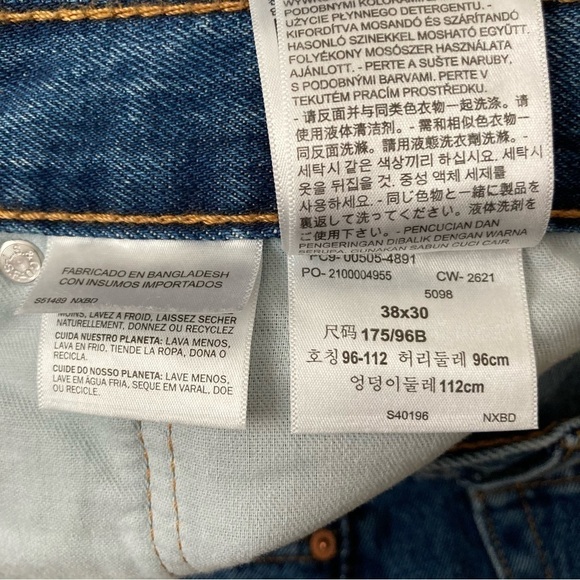 PODOBNYMI KOLORAMI.
UŻYCIE PŁYNNEGO DETERGENTU. -
KIFORDÍTVA MOSANDÓ ÉS SZÁRÍTANDÓ
HASONLÓ SZINEKKEL MOSHATÓ EGYÜTT.
FOLYÉKONY MOSÓSZER HASZNÁLATA
AJÁNLOTT. - PERTE A SUŠTE NARUBY,
S PODOBNÝMI BARVAMI. PERTE V
TEKUTÉM PRACÍM PROSTŘEDKU.
- 请反面并与同类色衣物一起洗涤。请
使用液体清洁剂。- 需和相似色衣物一
同反面洗滌。請用液態洗衣劑洗滌。-
세탁시 같은 색상끼리 하십시요. 세탁시
옷을 뒤집을 것. 중성 액체 세제를
사용하세요. - 同じ色物と一緒に製品を
裏返して洗ってください。液体洗剤を
ご使用下さい。- PENCUCIAN DAN
PENGERINGAN DIBALIK DENGAN WARNA
SERUPA. GUNAKAN SABUN CUCI CAIR.
FABRICADO EN BANGLADESH
CON INSUMOS IMPORTADOS
S51489 NXBD
MOINS, LAVEZ A FROID, LAISSEZ SECHER
NATURELLEMENT, DONNEZ OU RECYCLEZ
CUIDA NUESTRO PLANETA: LAVA MENOS,
LAVA EN FRIO, TIENDE LA ROPA, DONA O
RECICLA.
CUIDE DO NOSSO PLANETA: LAVE MENOS,
LAVE EM ÁGUA FRIA, SEQUE EM VARAL, DOE
OU RECICLE.
PC9- 00505-4891
PO- 2100004955 CW- 2621
5098
38x30
尺码 175/96B
호칭 96-112 허리둘레 96cm
엉덩이둘레 112cm
S40196 NXBD